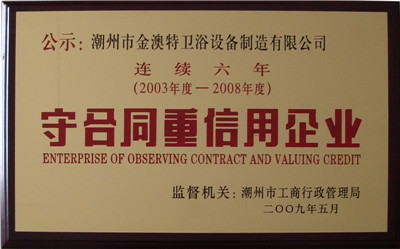 公示：潮州市金澳特卫浴设备制造有限公司
连续六年
（2003年度—2008年度）
守合同重信用企业
ENTERPRISE OF OBSERVING CONTRACT AND VALUING CREDIT
监督机关：潮州市工商行政管理局
二〇〇九年五月